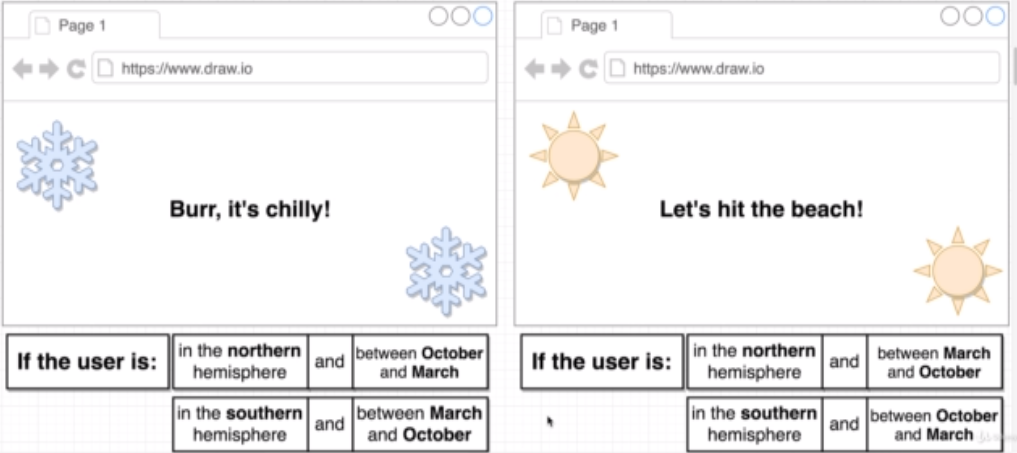 Page 1
https://www.draw.io
Burr, it's chilly!
If the user is:
in the northern
hemisphere
and
between October
and March
in the southern
hemisphere
and
between March
and October
Page 1
https://www.draw.io
Let's hit the beach!
If the user is:
in the northern
hemisphere
and
between March
and October
in the southern
hemisphere
and
between October
and March